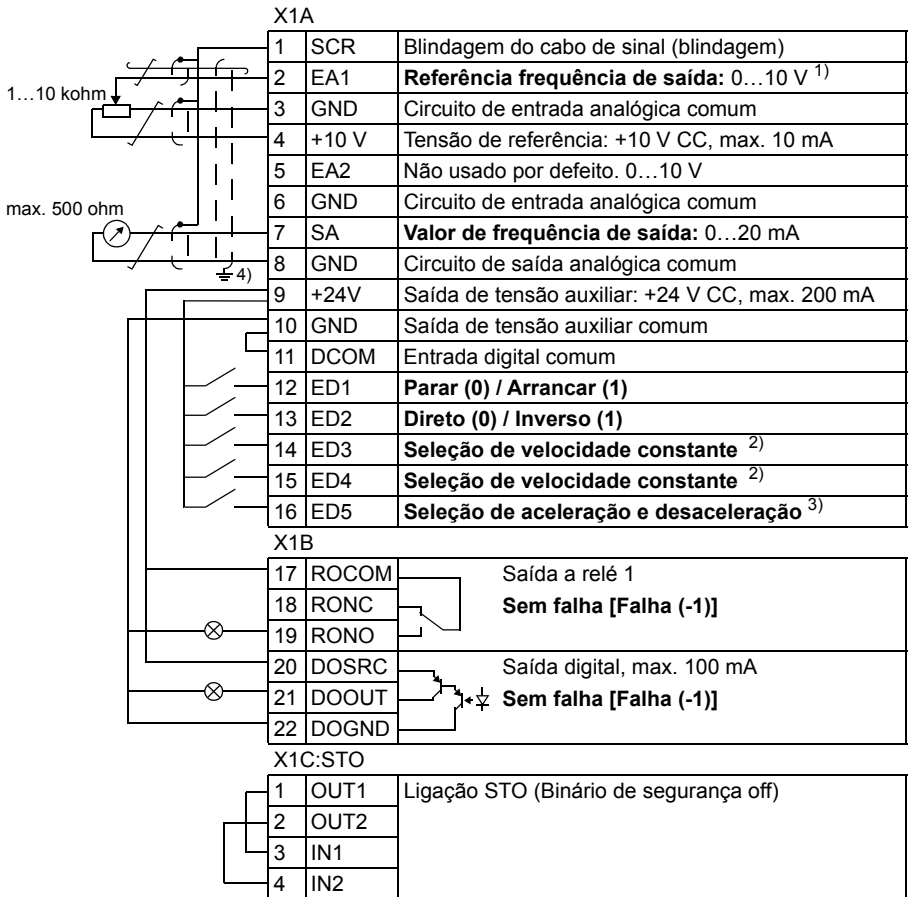 X1A
1 SCR Blindagem do cabo de sinal (blindagem)
2 EA1 Referência frequência de saída: 0…10 V 1)
1…10 kohm
3 GND Circuito de entrada analógica comum
4 +10 V Tensão de referência: +10 V CC, max. 10 mA
5 EA2 Não usado por defeito. 0…10 V
6 GND Circuito de entrada analógica comum
max. 500 ohm
7 SA Valor de frequência de saída: 0…20 mA
8 GND Circuito de saída analógica comum
4)
9 +24V Saída de tensão auxiliar: +24 V CC, max. 200 mA
10 GND Saída de tensão auxiliar comum
11 DCOM Entrada digital comum
12 ED1 Parar (0) / Arrancar (1)
13 ED2 Direto (0) / Inverso (1)
14 ED3 Seleção de velocidade constante 2)
15 ED4 Seleção de velocidade constante 2)
16 ED5 Seleção de aceleração e desaceleração 3)
X1B
17 ROCOM Saída a relé 1
18 RONC Sem falha [Falha (-1)]
19 RONO
20 DOSRC Saída digital, max. 100 mA
21 DOOUT Sem falha [Falha (-1)]
22 DOGND
X1C:STO
1 OUT1 Ligação STO (Binário de segurança off)
2 OUT2
3 IN1
4 IN2